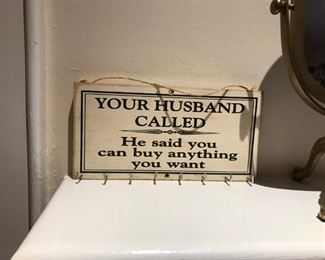 YOUR HUSBAND
CALLED
He said you
can buy anything
you want